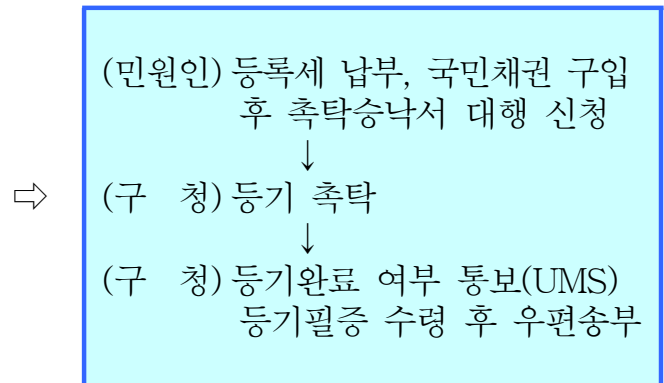 (민원인) 등록세 납부, 국민채권 구입
후 촉탁승낙서 대행 신청
↓
⇨ (구 청) 등기 촉탁
↓
(구 청) 등기완료 여부 통보(UMS)
등기필증 수령 후 우편송부